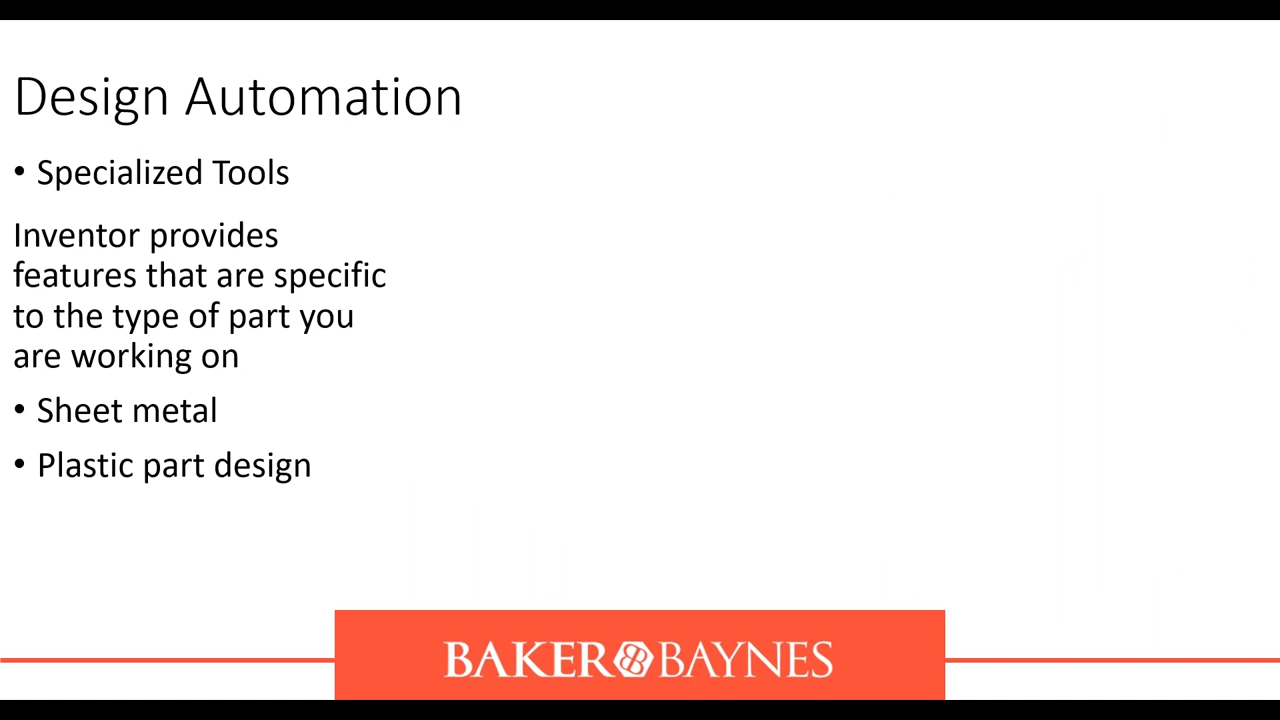 Design Automation
• Specialized Tools
Inventor provides
features that are specific
to the type of part you
are working on
• Sheet metal
• Plastic part design
BAKER BAYNES